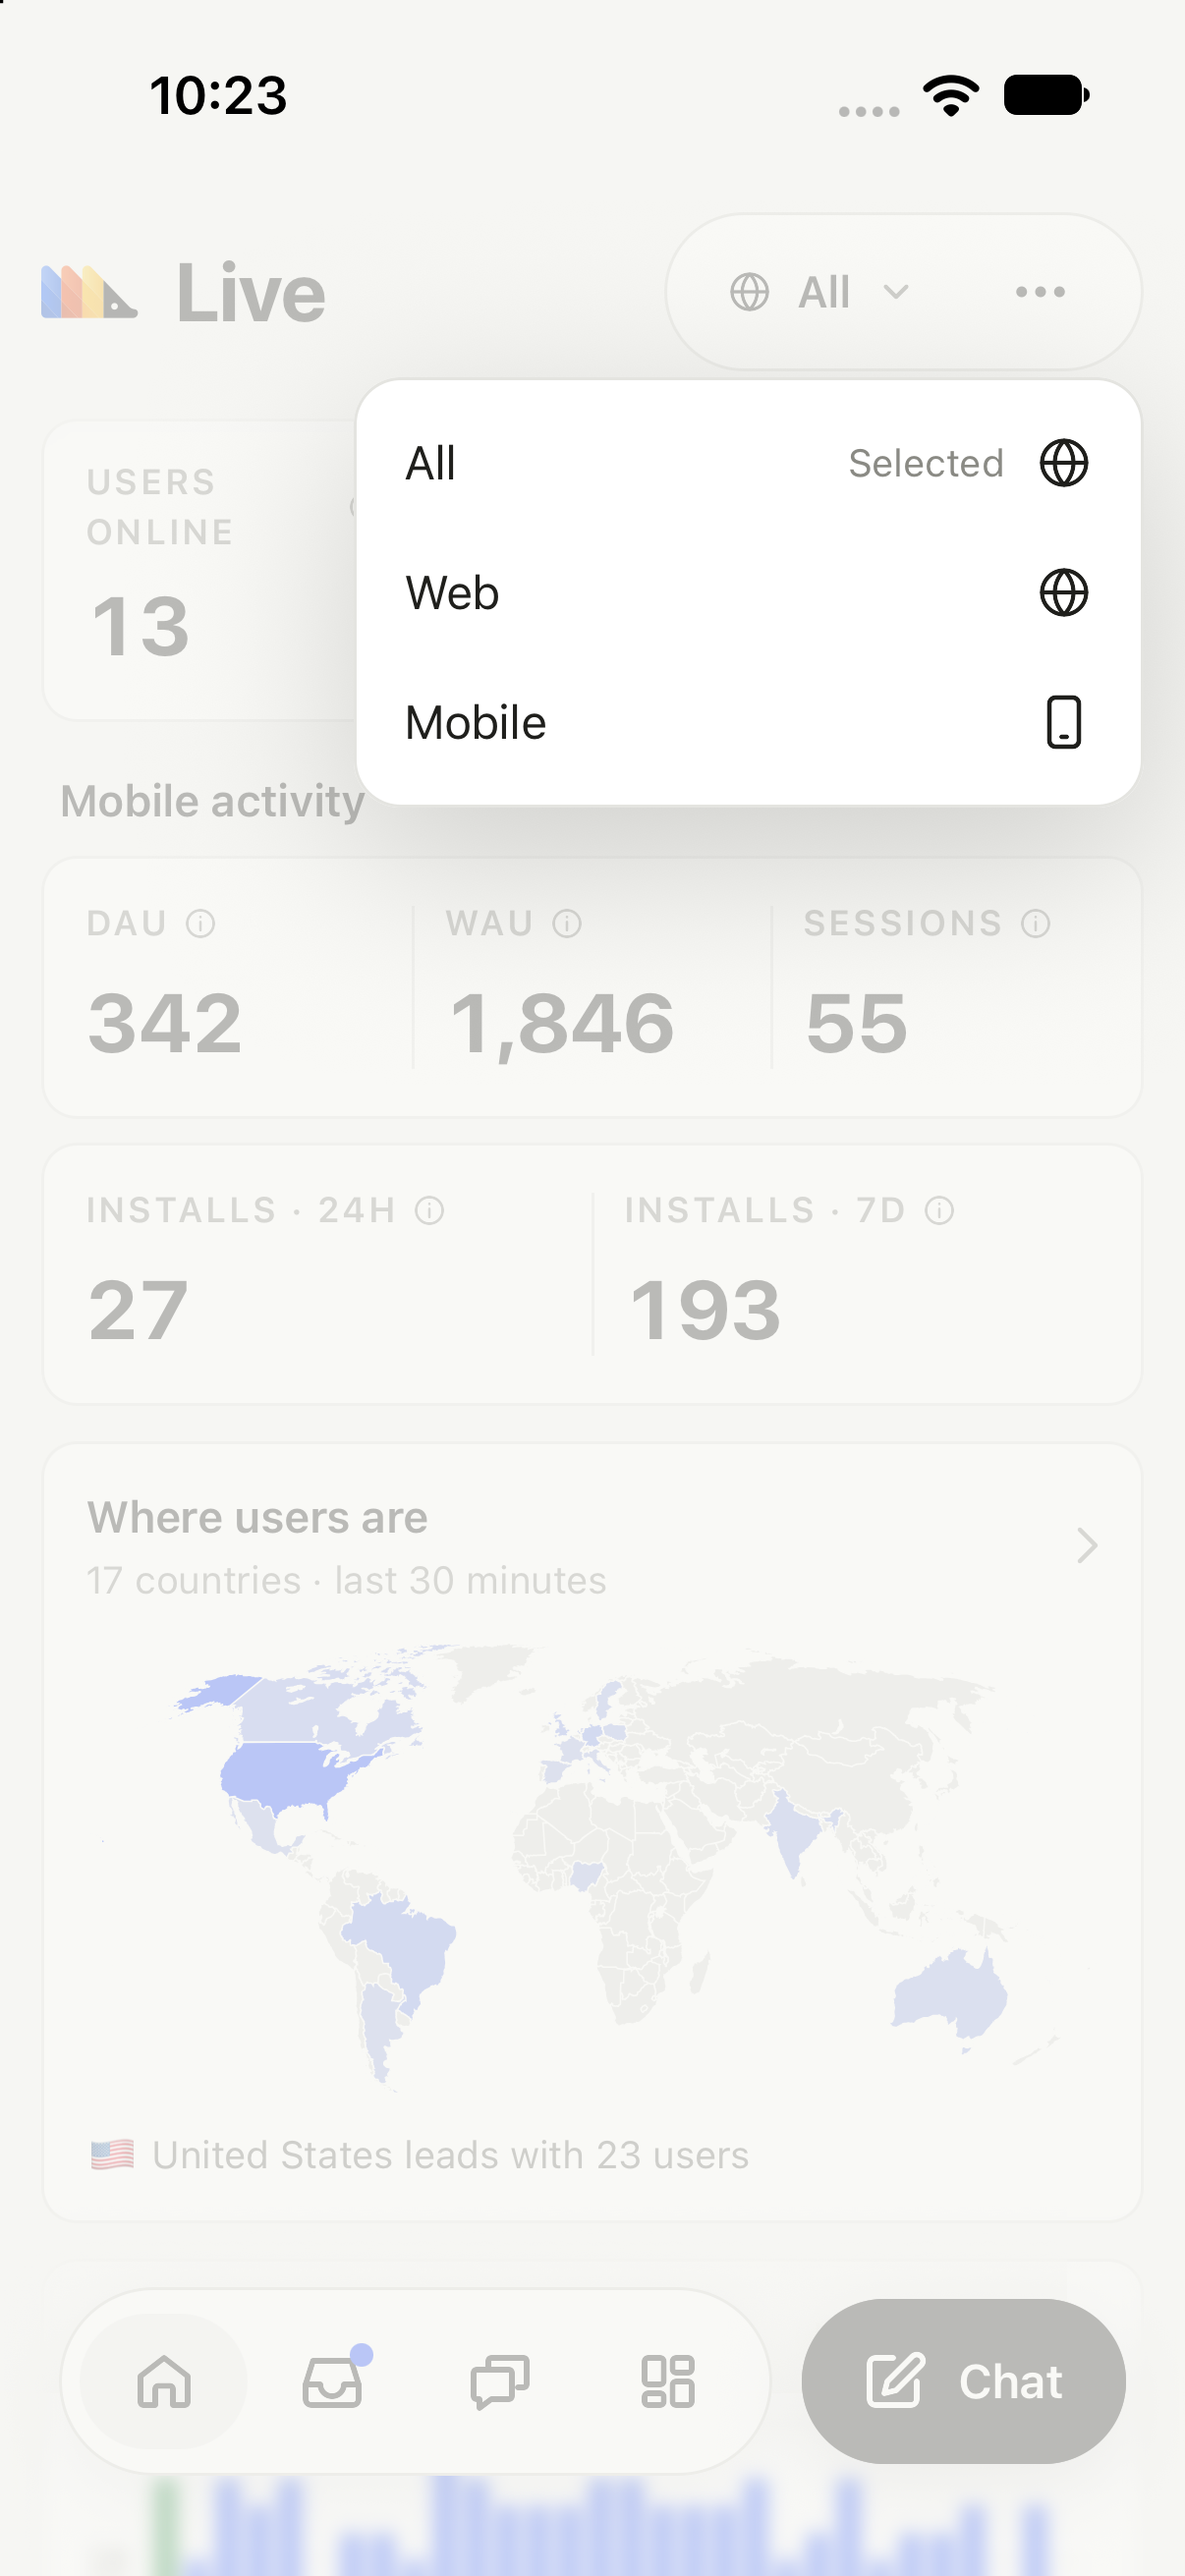 10:23
Live
All
All
Selected
Web
Mobile
USERS
ONLINE
13
Mobile activity
DAU
WAU
SESSIONS
342
1,846
55
INSTALLS · 24H
INSTALLS · 7D
27
193
Where users are
17 countries · last 30 minutes
United States leads with 23 users
Chat